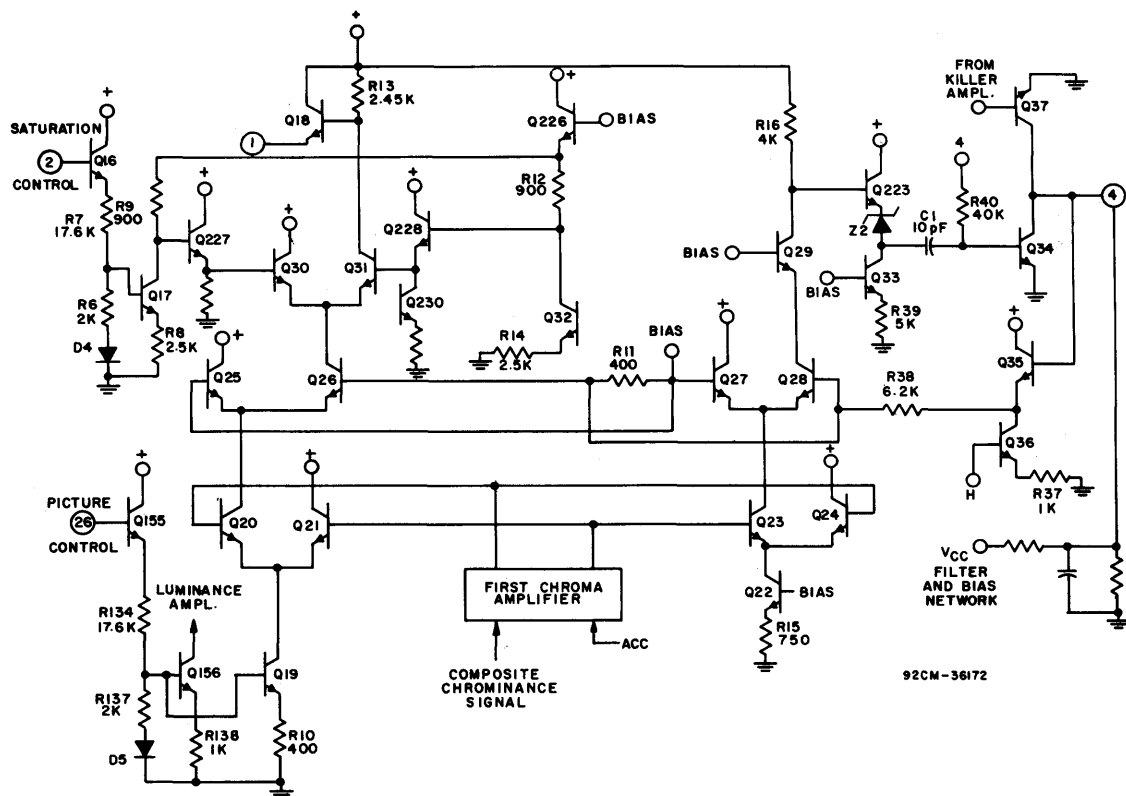 +
+
SATURATION
2
CONTROL
Q16
R7
17.6K
R9
900
R6
2K
D4
Q17
R8
2.5K
+
Q227
+
Q30
Q18
1
R13
2.45K
Q31
+
Q228
Q230
+
Q226
BIAS
R12
900
Q32
R14
2.5K
R16
4K
BIAS
Q29
+
Q223
Z2
C1
10pF
Q33
BIAS
R39
5K
4
R40
40K
FROM
KILLER
AMPL.
Q37
Q34
4
+
Q25
Q26
R11
400
BIAS
+
Q27
Q28
R38
6.2K
+
Q35
Q36
H
R37
1K
PICTURE
26
CONTROL
+
Q155
Q20
+
Q21
Q23
+
Q24
FIRST CHROMA
AMPLIFIER
ACC
COMPOSITE
CHROMINANCE
SIGNAL
Q22
BIAS
R15
750
VCC
FILTER
AND BIAS
NETWORK
R134
17.6K
LUMINANCE
AMPL.
Q156
Q19
R137
2K
D5
R138
1K
R10
400
92CM-36172